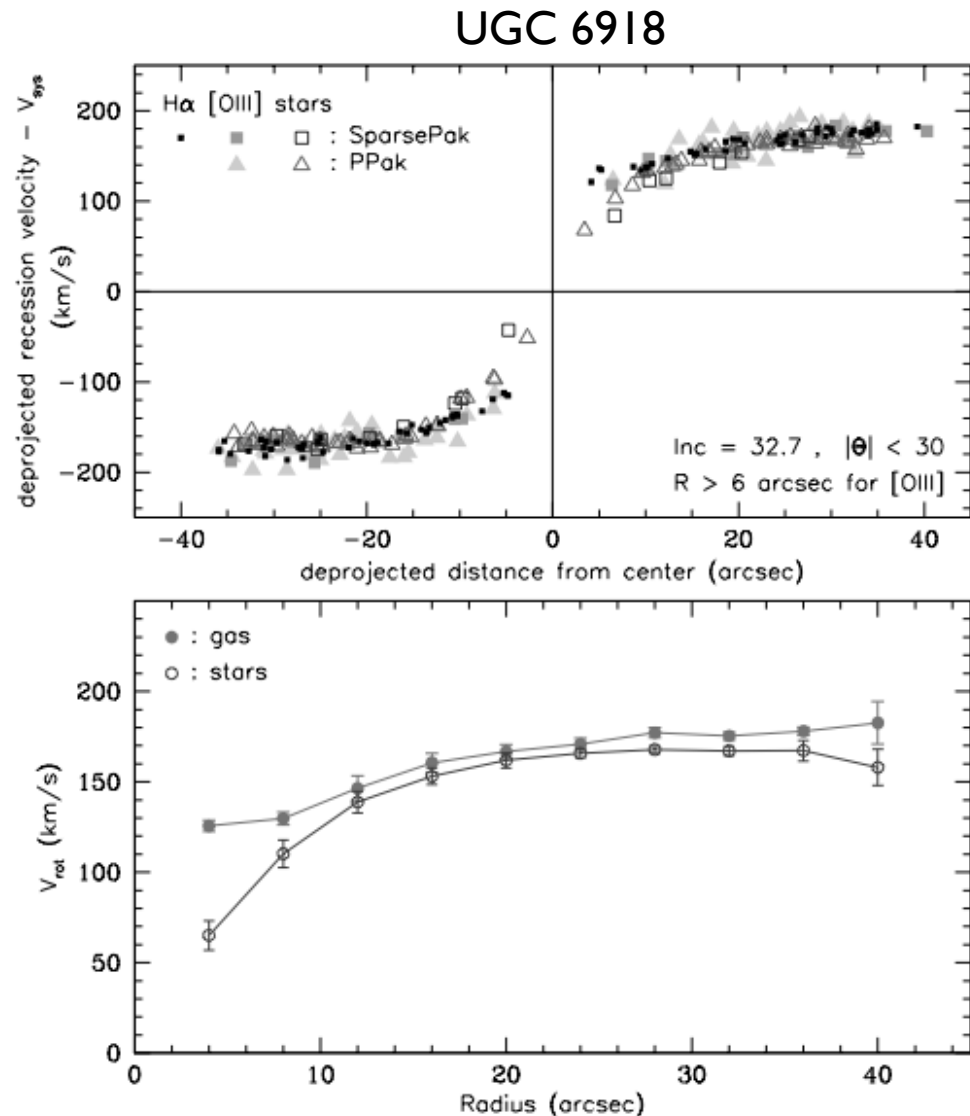 UGC 6918
Hα [OIII] stars
: SparsePak
: PPak
200
100
0
−100
−200
deprojected recession velocity − Vsys
(km/s)
Inc = 32.7 , |Θ| < 30
R > 6 arcsec for [OIII]
−40 −20 0 20 40
deprojected distance from center (arcsec)
: gas
: stars
200
150
100
50
0
Vrot (km/s)
0 10 20 30 40
Radius (arcsec)